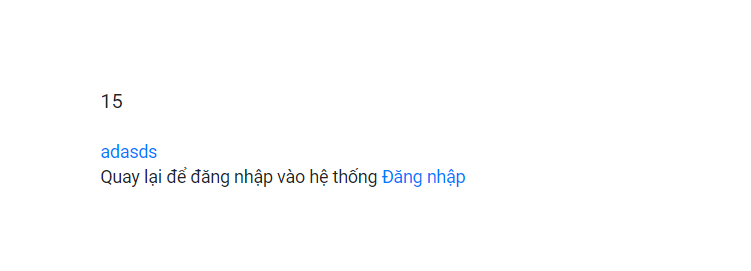 15
adasds
Quay lại để đăng nhập vào hệ thống Đăng nhập